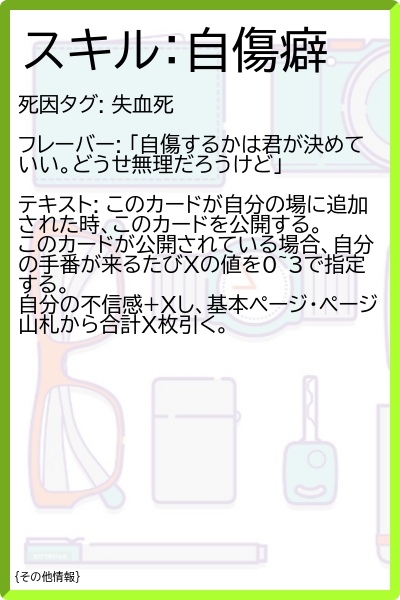 スキル：自傷癖
死因タグ: 失血死
フレーバー: 「自傷するかは君が決めて
いい。どうせ無理だろうけど」
テキスト: このカードが自分の場に追加
された時、このカードを公開する。
このカードが公開されている場合、自分
の手番が来るたびXの値を0~3で指定
する。
自分の不信感+Xし、基本ページ・ページ
山札から合計X枚引く。
{その他情報}